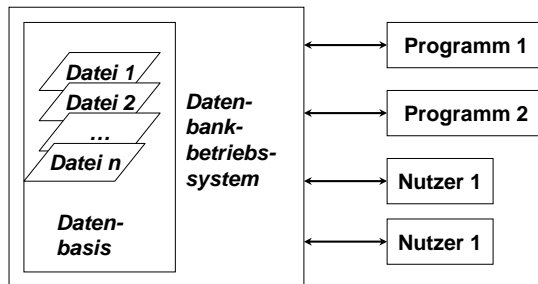 Datei 1
Datei 2
...
Datei n
Daten-
basis
Daten-
bank-
betriebs-
system
Programm 1
Programm 2
Nutzer 1
Nutzer 1